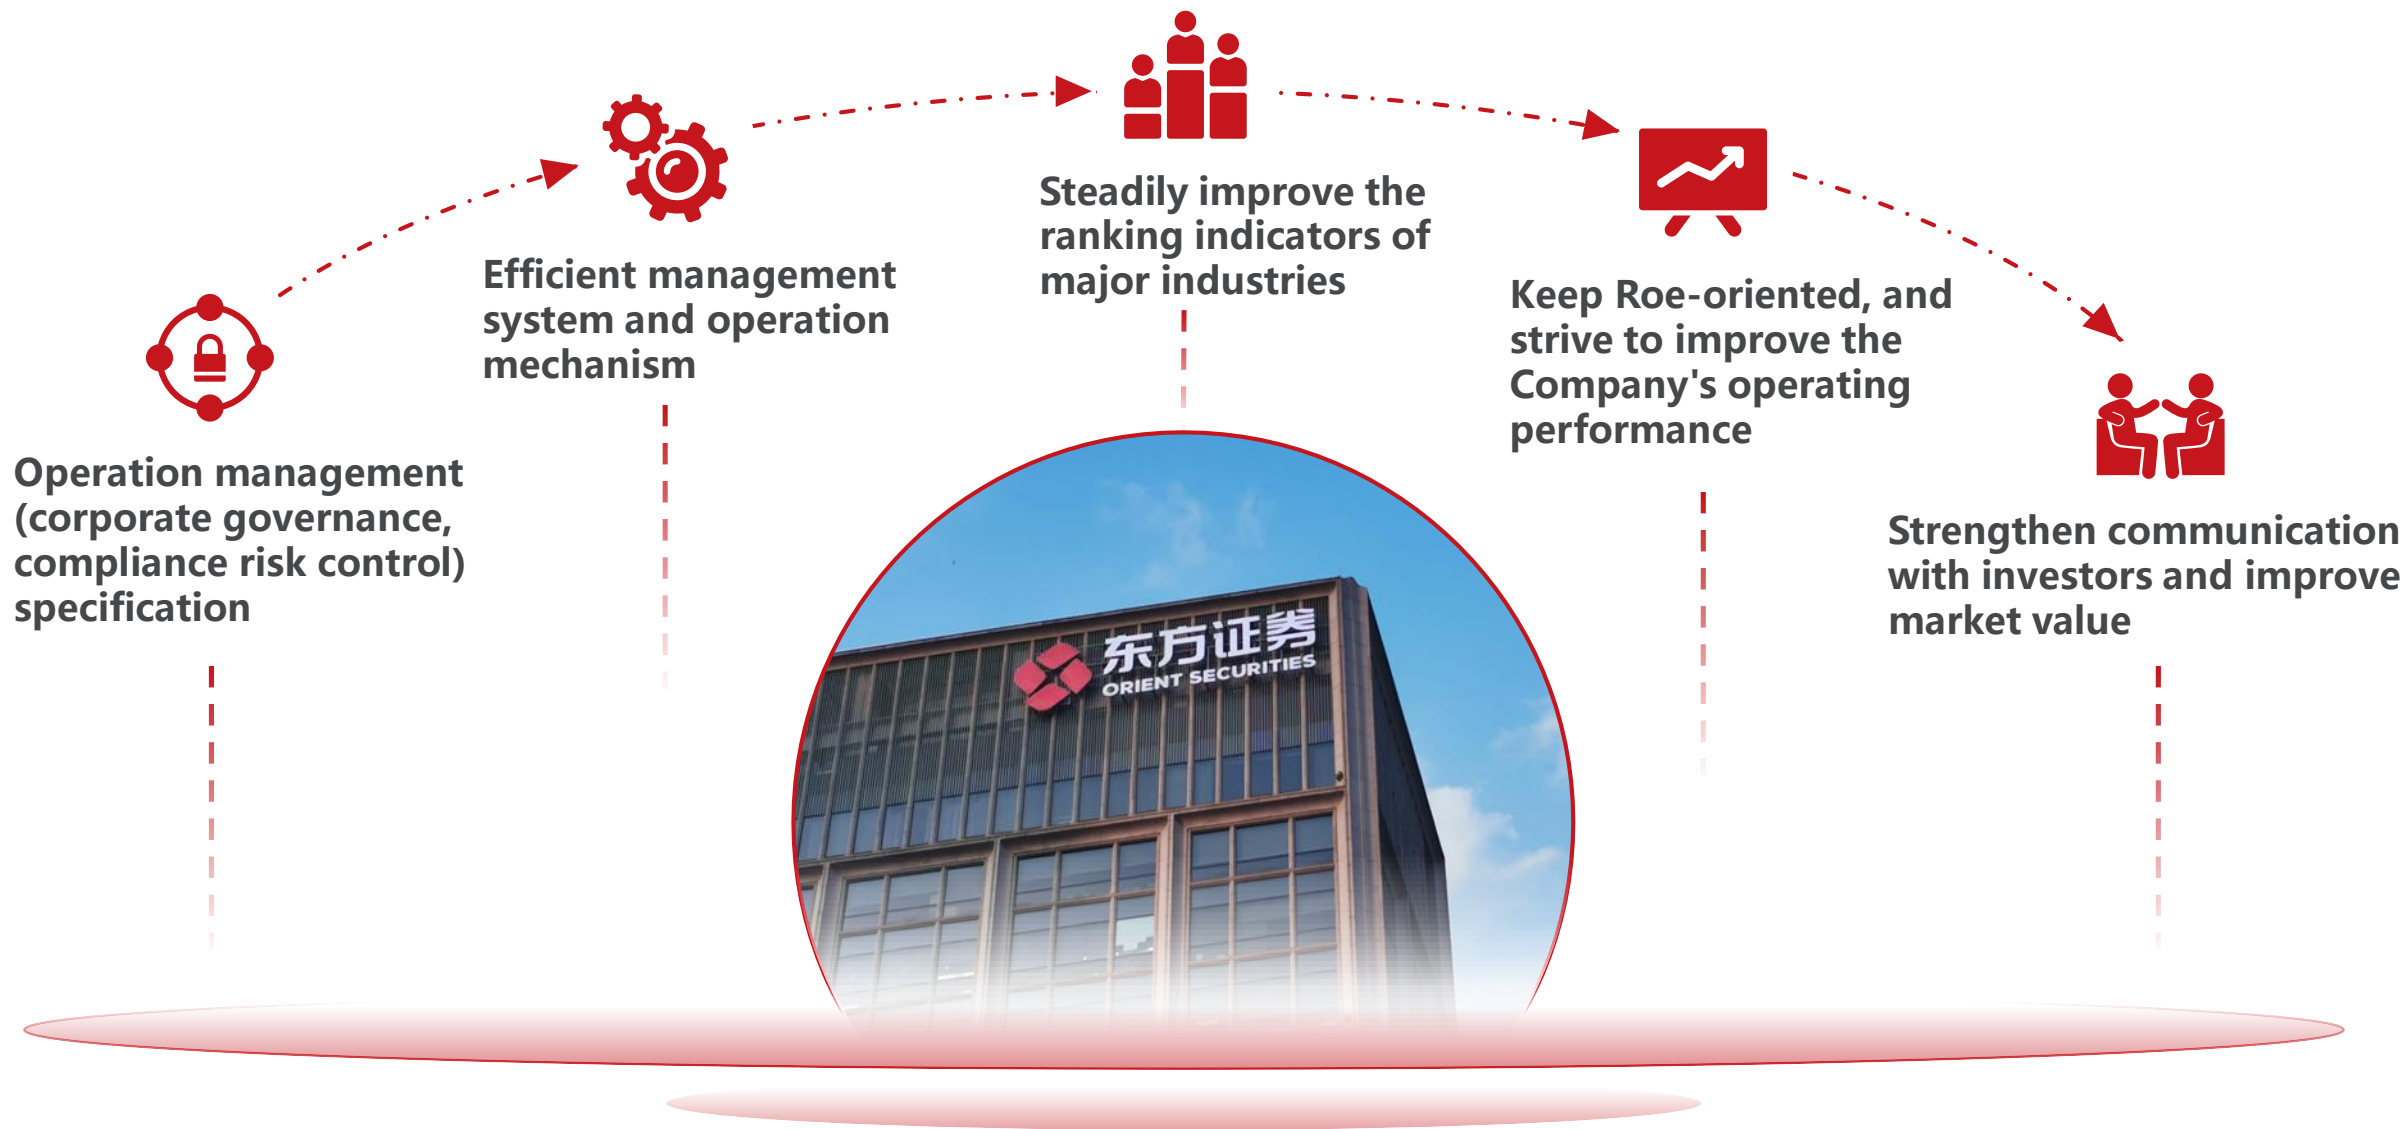 Operation management
(corporate governance,
compliance risk control)
specification
Efficient management
system and operation
mechanism
Steadily improve the
ranking indicators of
major industries
Keep Roe-oriented, and
strive to improve the
Company's operating
performance
Strengthen communication
with investors and improve
market value
东方证券
ORIENT SECURITIES